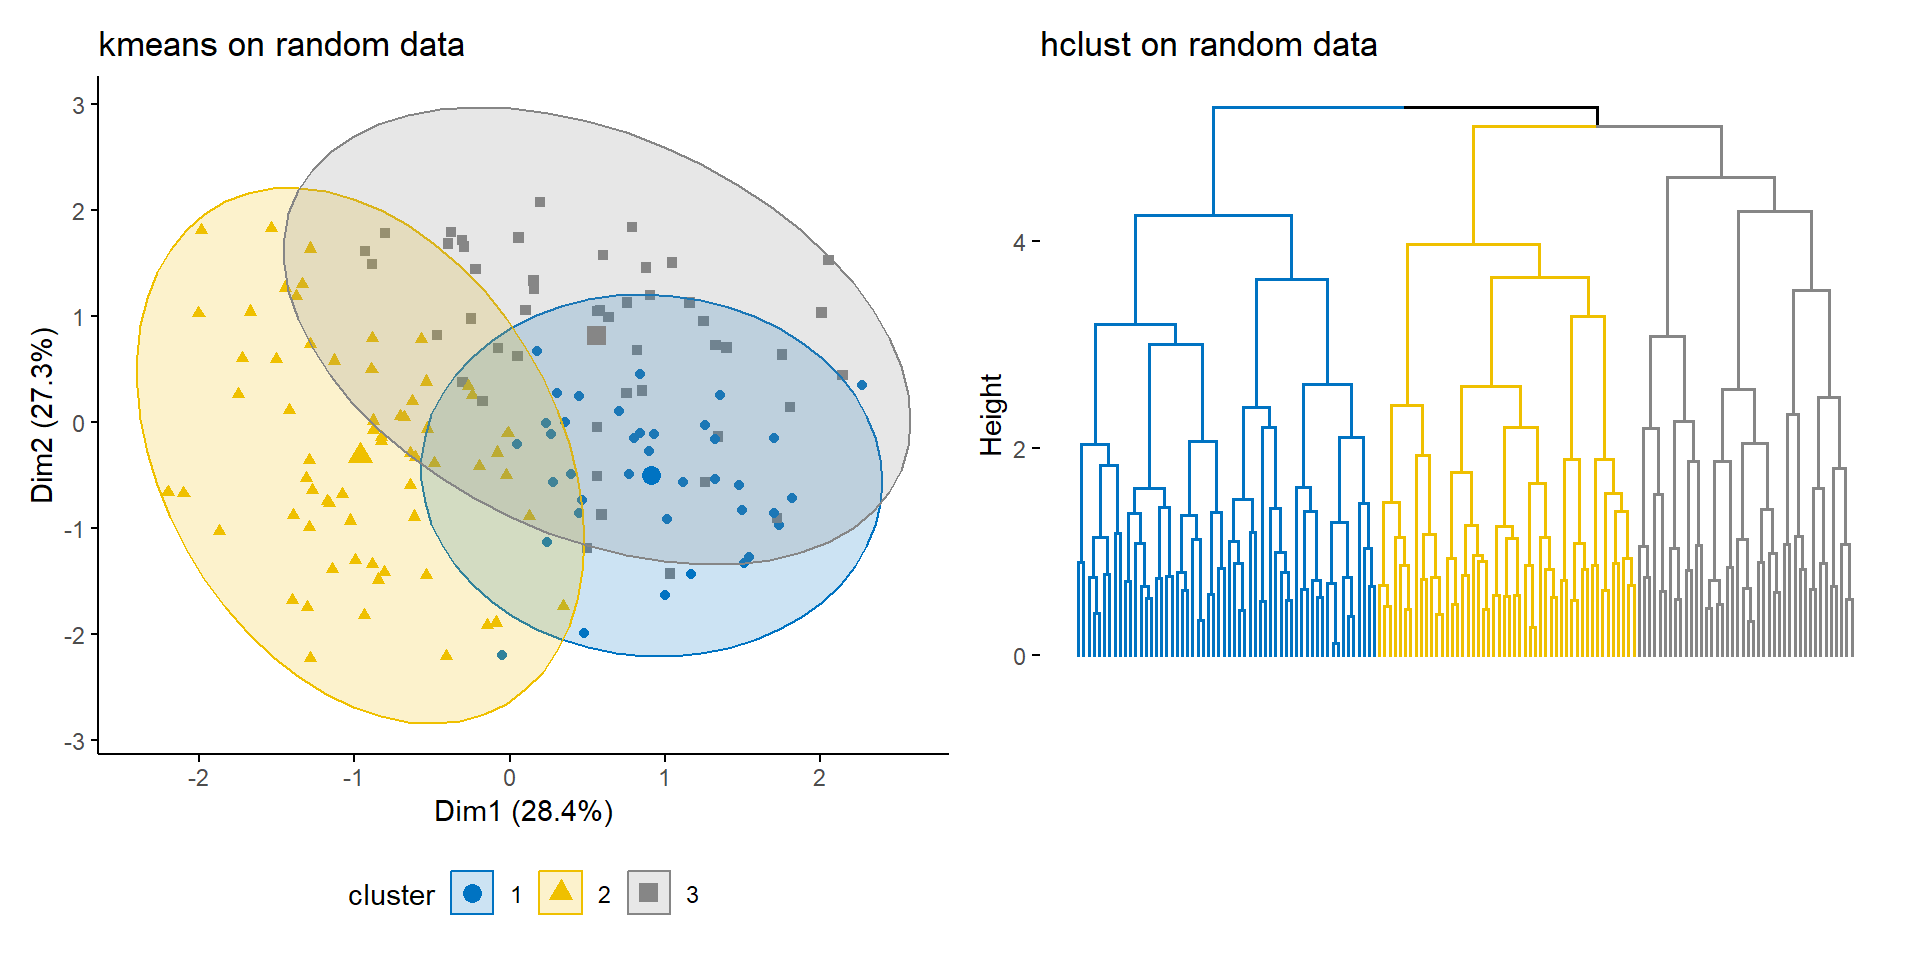 kmeans on random data
3
2
1
0
-1
-2
-3
Dim2 (27.3%)
-2 -1 0 1 2
Dim1 (28.4%)
cluster 1 2 3
hclust on random data
4
2
0
Height